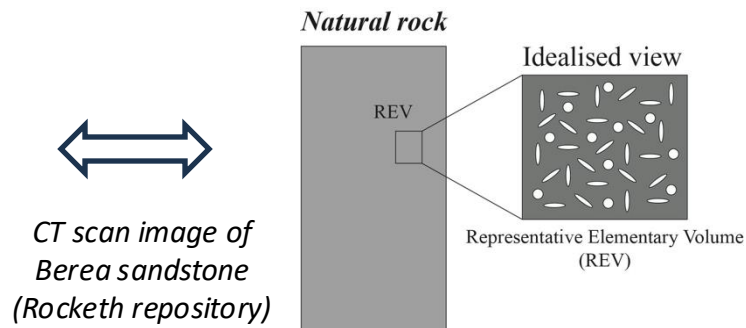 CT scan image of
Berea sandstone
(Rocketh repository)
Natural rock
REV
Idealised view
Representative Elementary Volume
(REV)